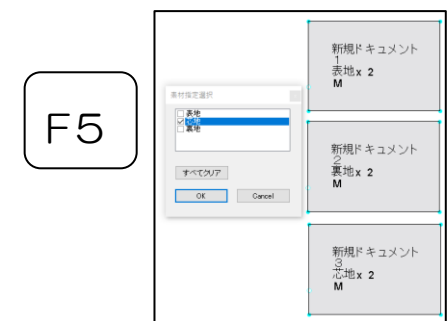 F5
素材指定選択
表地
芯地
裏地
すべてクリア
OK
Cancel
新規ドキュメント
1
表地x 2
M
新規ドキュメント
2
裏地x 2
M
新規ドキュメント
3
芯地x 2
M